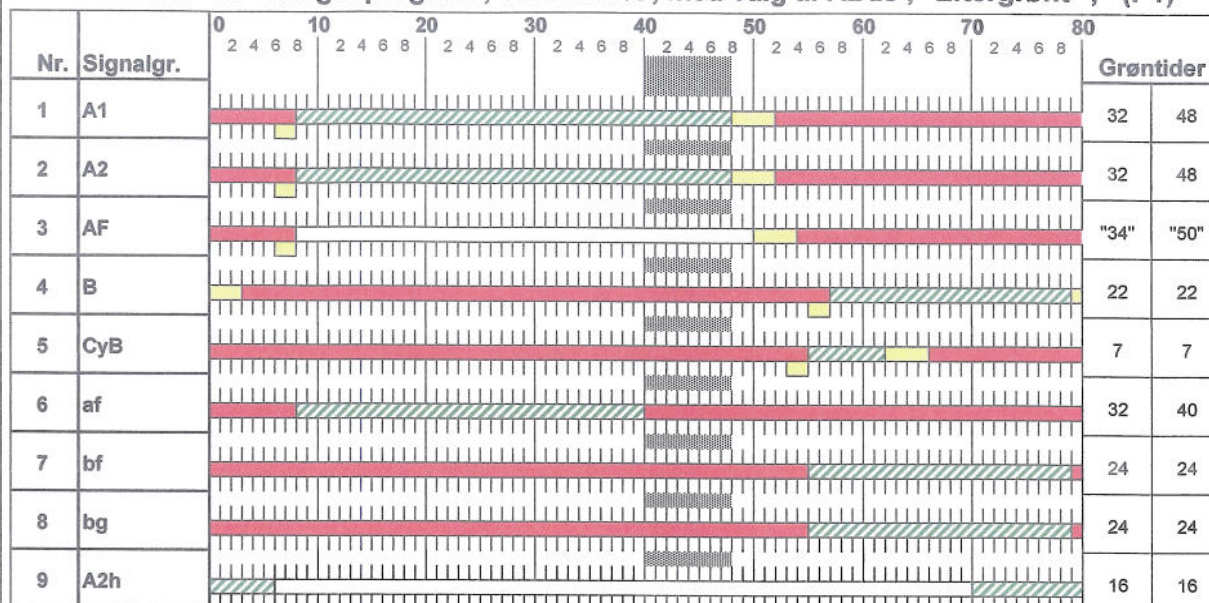 0 10 20 30 40 50 60 70 80
2 4 6 8 2 4 6 8 2 4 6 8 2 4 6 8 2 4 6 8 2 4 6 8 2 4 6 8 2 4 6 8
Nr. Signalgr. Grøntider
1 A1 32 48
2 A2 32 48
3 AF "34" "50"
4 B 22 22
5 CyB 7 7
6 af 32 40
7 bf 24 24
8 bg 24 24
9 A2h 16 16